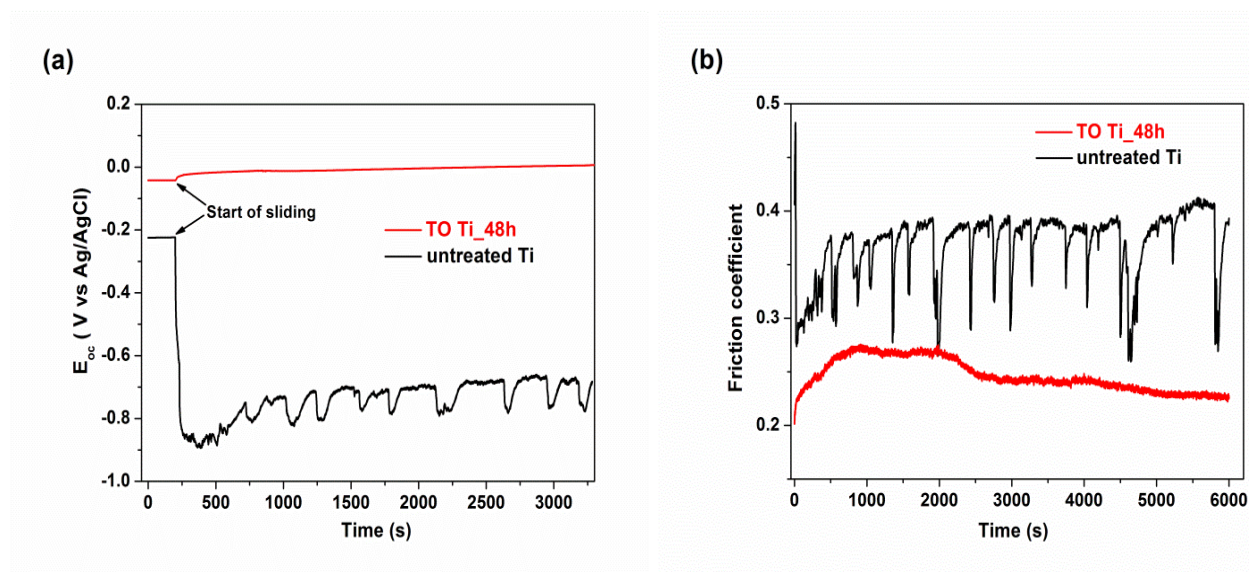 (a)
0.2
0.0
-0.2
-0.4
-0.6
-0.8
-1.0
E_oc ( V vs Ag/AgCl)
Start of sliding
TO Ti_48h
untreated Ti
0 500 1000 1500 2000 2500 3000
Time (s)
(b)
0.5
0.4
0.3
0.2
Friction coefficient
TO Ti_48h
untreated Ti
0 1000 2000 3000 4000 5000 6000
Time (s)